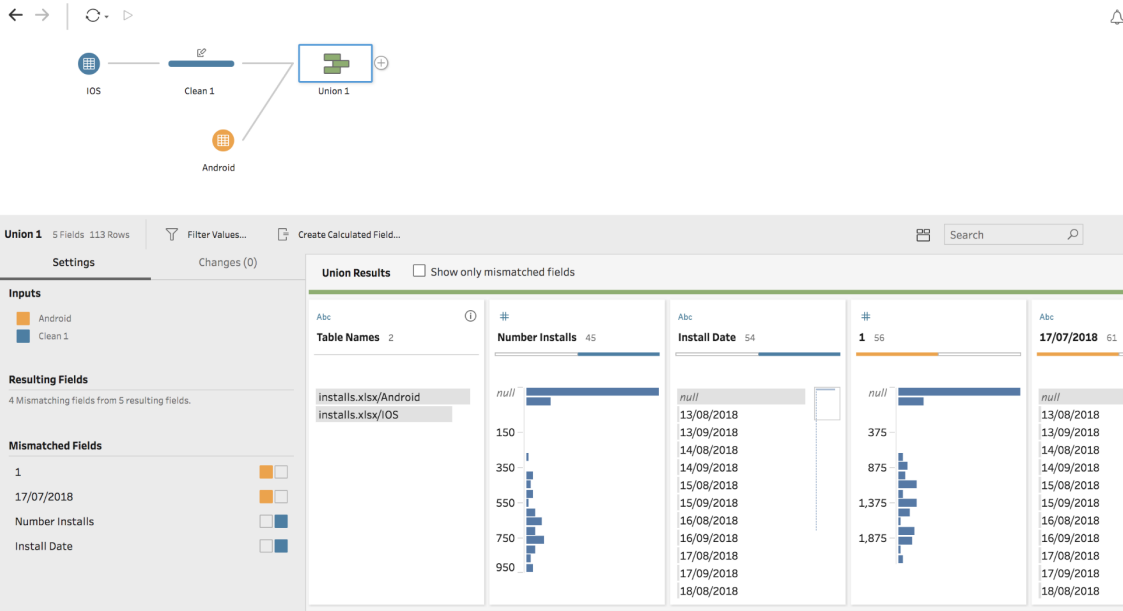 IOS
Clean 1
Union 1
Android
Union 1 5 Fields 113 Rows Filter Values... Create Calculated Field... Search
Settings Changes (0)
Inputs
Android
Clean 1
Resulting Fields
4 Mismatching fields from 5 resulting fields.
Mismatched Fields
1
17/07/2018
Number Installs
Install Date
Union Results Show only mismatched fields
Abc
Table Names 2
installs.xlsx/Android
installs.xlsx/IOS
#
Number Installs 45
null
150
350
550
750
950
Abc
Install Date 54
null
13/08/2018
13/09/2018
14/08/2018
14/09/2018
15/08/2018
15/09/2018
16/08/2018
16/09/2018
17/08/2018
17/09/2018
18/08/2018
#
1 56
null
375
875
1,375
1,875
Abc
17/07/2018 61
null
13/08/2018
13/09/2018
14/08/2018
14/09/2018
15/08/2018
15/09/2018
16/08/2018
16/09/2018
17/08/2018
17/09/2018
18/08/2018